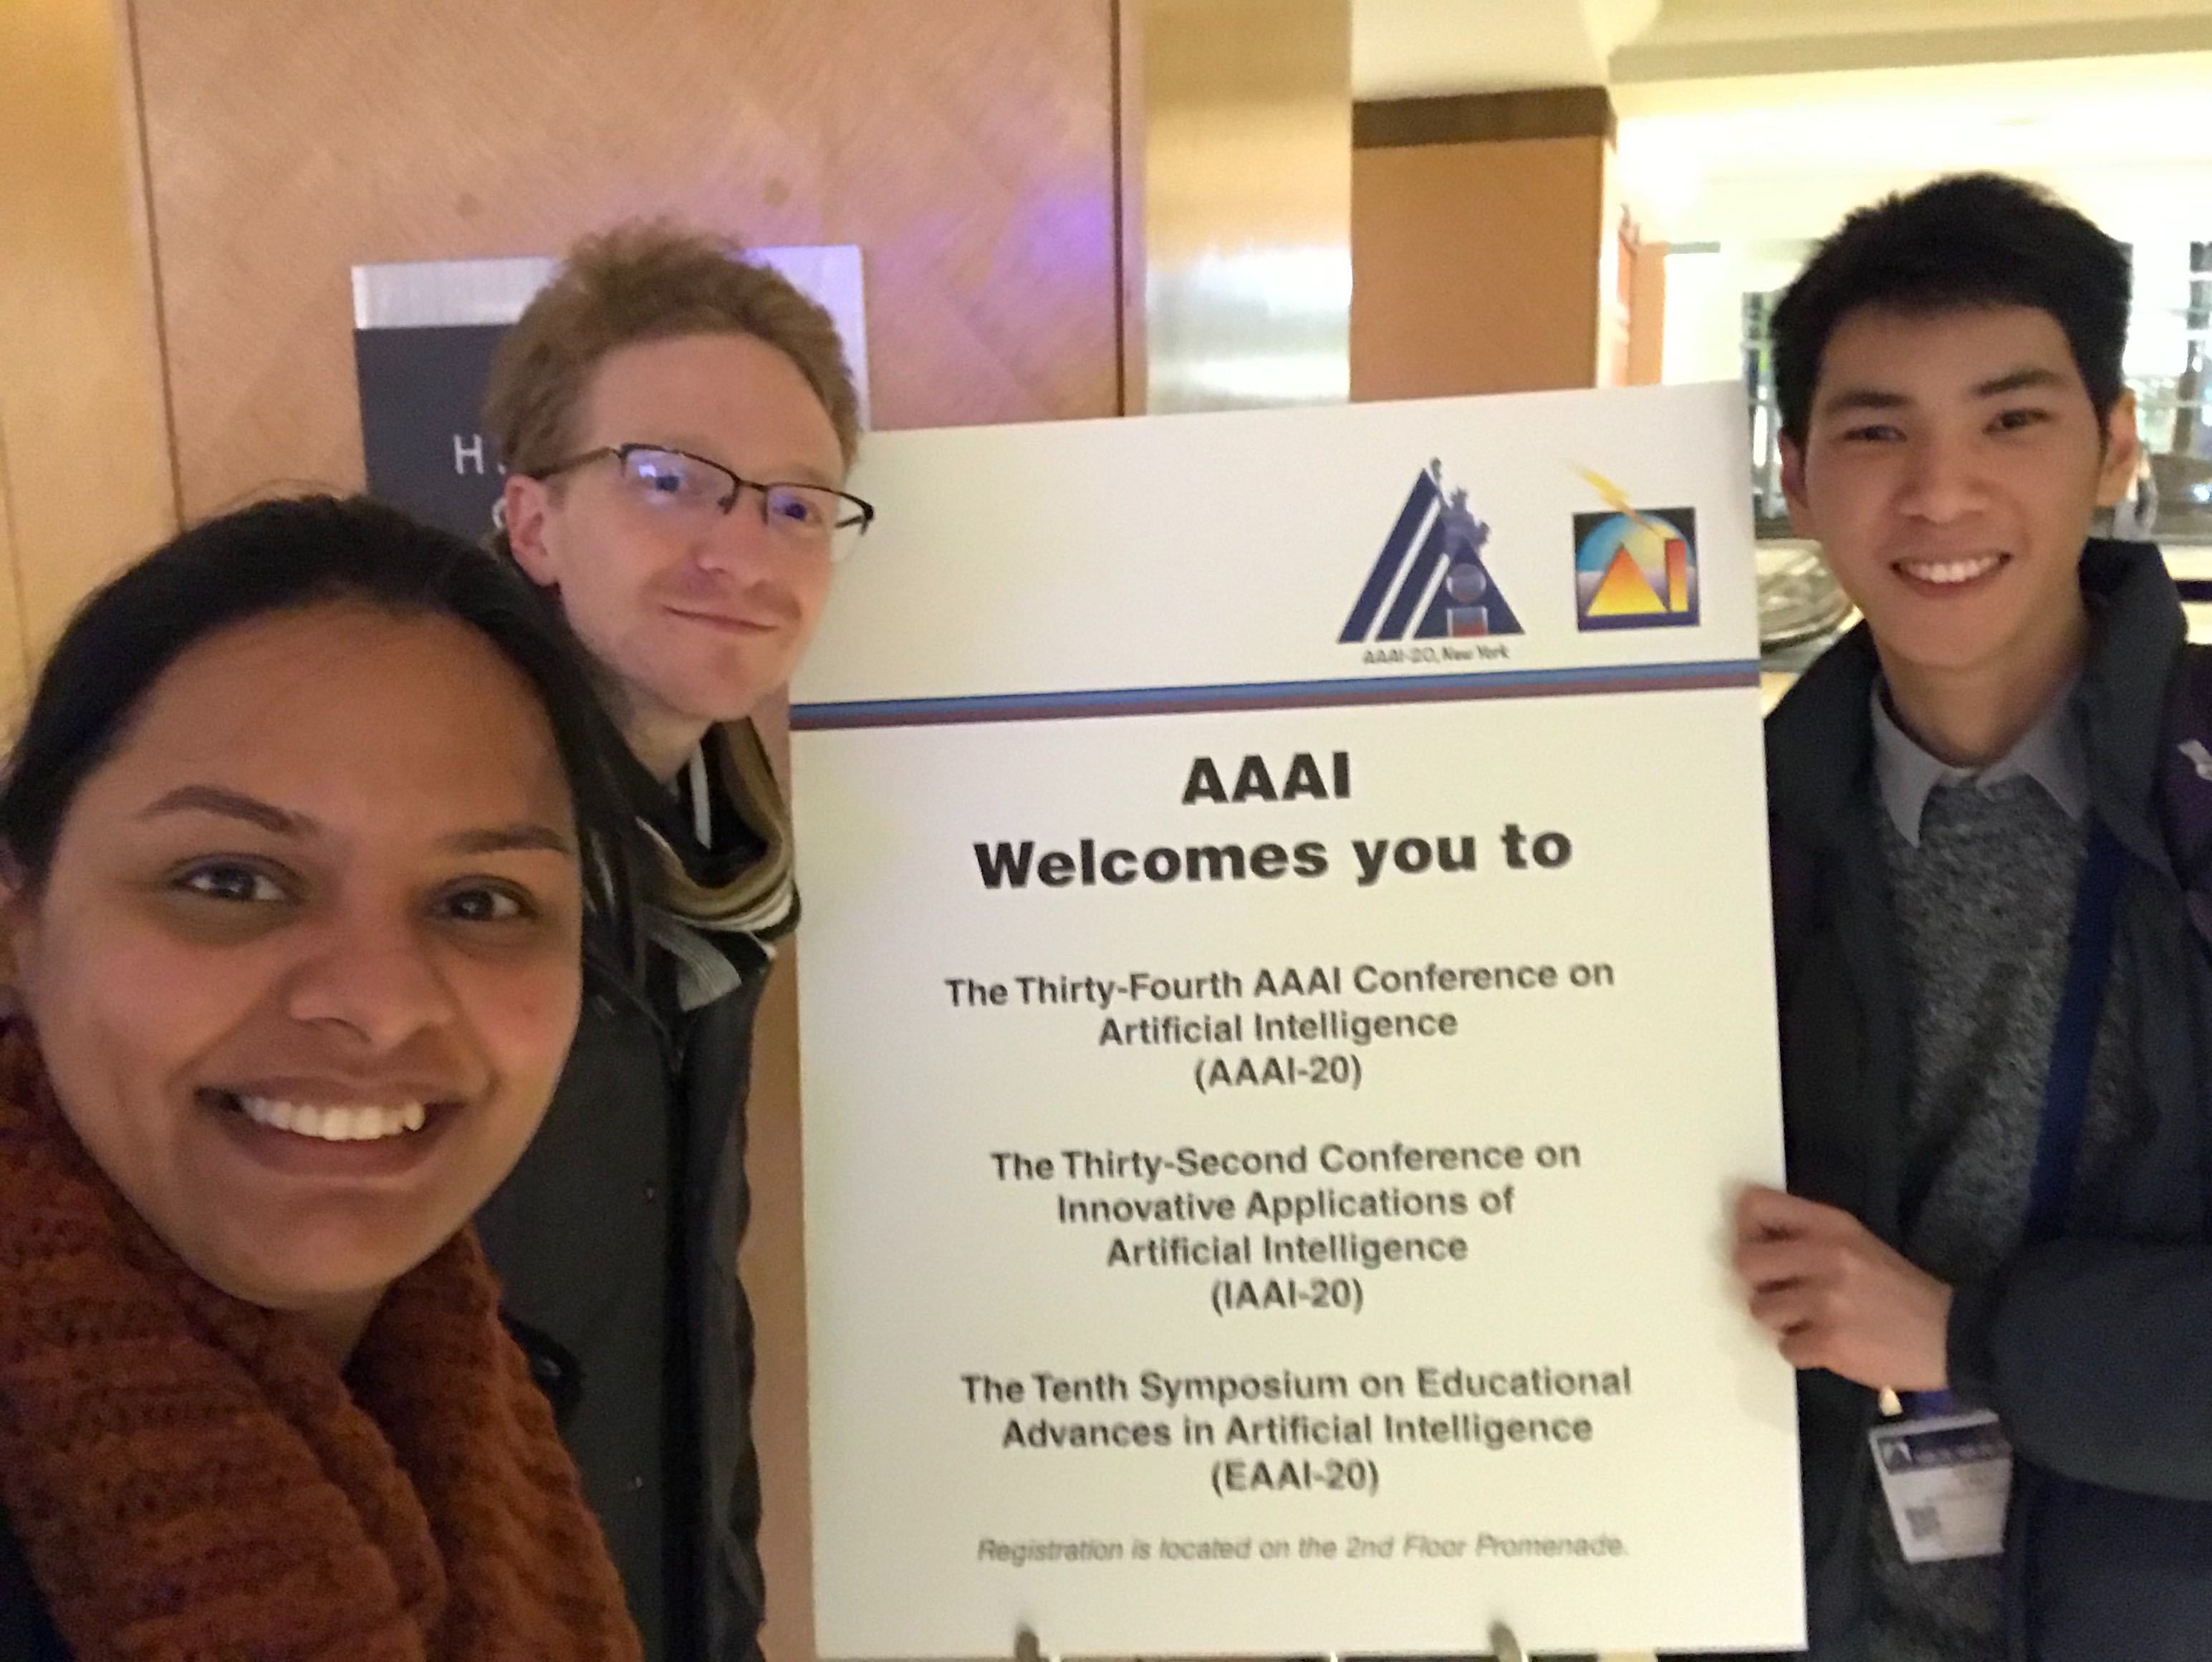 H
AI
AAAI-20, New York
AAAI
Welcomes you to
The Thirty-Fourth AAAI Conference on
Artificial Intelligence
(AAAI-20)
The Thirty-Second Conference on
Innovative Applications of
Artificial Intelligence
(IAAI-20)
The Tenth Symposium on Educational
Advances in Artificial Intelligence
(EAAI-20)
Registration is located on the 2nd Floor Promenade.